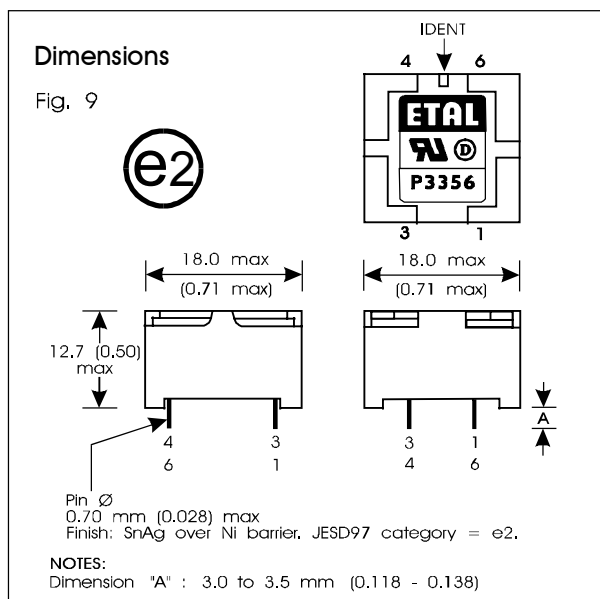 Dimensions
Fig. 9
e2
IDENT
4 6
ETAL
UR D
P3356
3 1
18.0 max
(0.71 max)
18.0 max
(0.71 max)
12.7 (0.50)
max
A
4 3
6 1
3 1
4 6
Pin Ø
0.70 mm (0.028) max
Finish: SnAg over Ni barrier. JESD97 category = e2.
NOTES:
Dimension "A" : 3.0 to 3.5 mm (0.118 - 0.138)